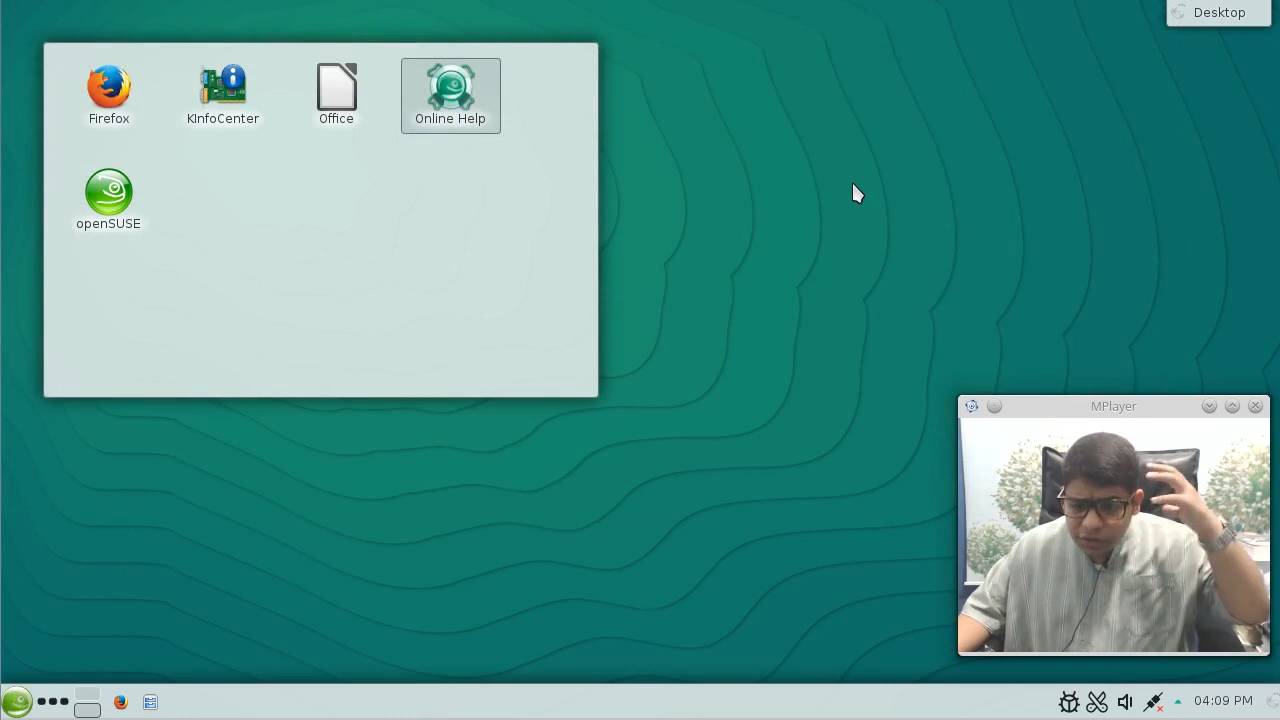 Desktop
Firefox
KInfoCenter
Office
Online Help
openSUSE
MPlayer
04:09 PM